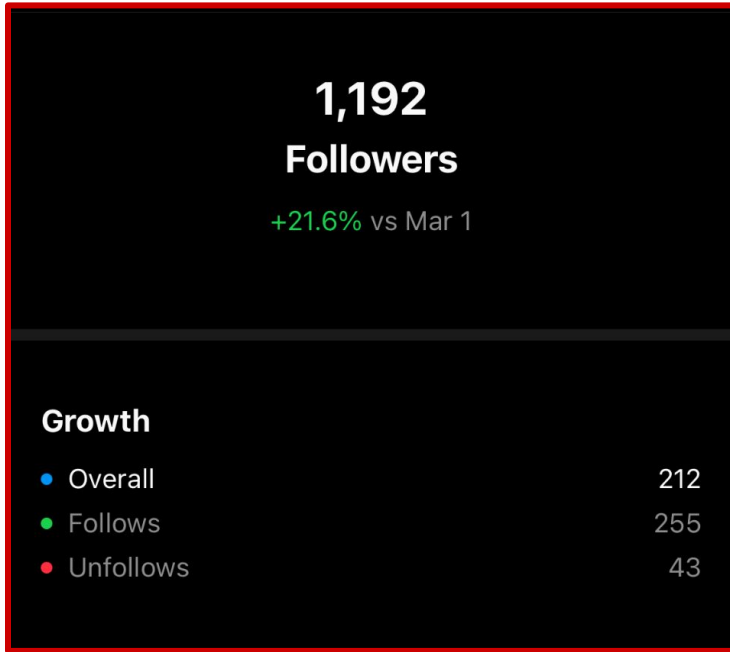 1,192
Followers
+21.6% vs Mar 1
Growth
Overall 212
Follows 255
Unfollows 43